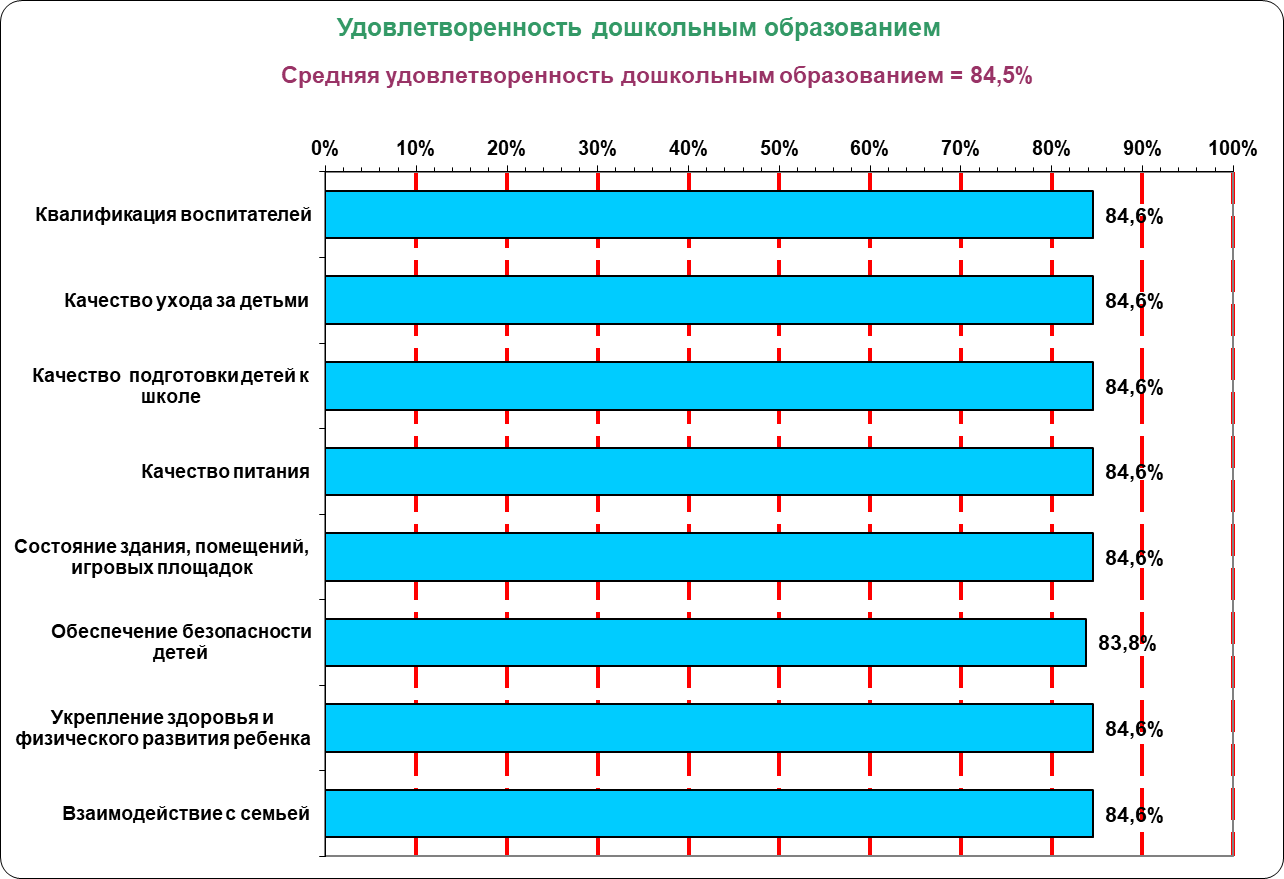 Удовлетворенность дошкольным образованием
Средняя удовлетворенность дошкольным образованием = 84,5%
0% 10% 20% 30% 40% 50% 60% 70% 80% 90% 100%
Квалификация воспитателей 84,6%
Качество ухода за детьми 84,6%
Качество подготовки детей к
школе 84,6%
Качество питания 84,6%
Состояние здания, помещений,
игровых площадок 84,6%
Обеспечение безопасности
детей 83,8%
Укрепление здоровья и
физического развития ребенка 84,6%
Взаимодействие с семьей 84,6%